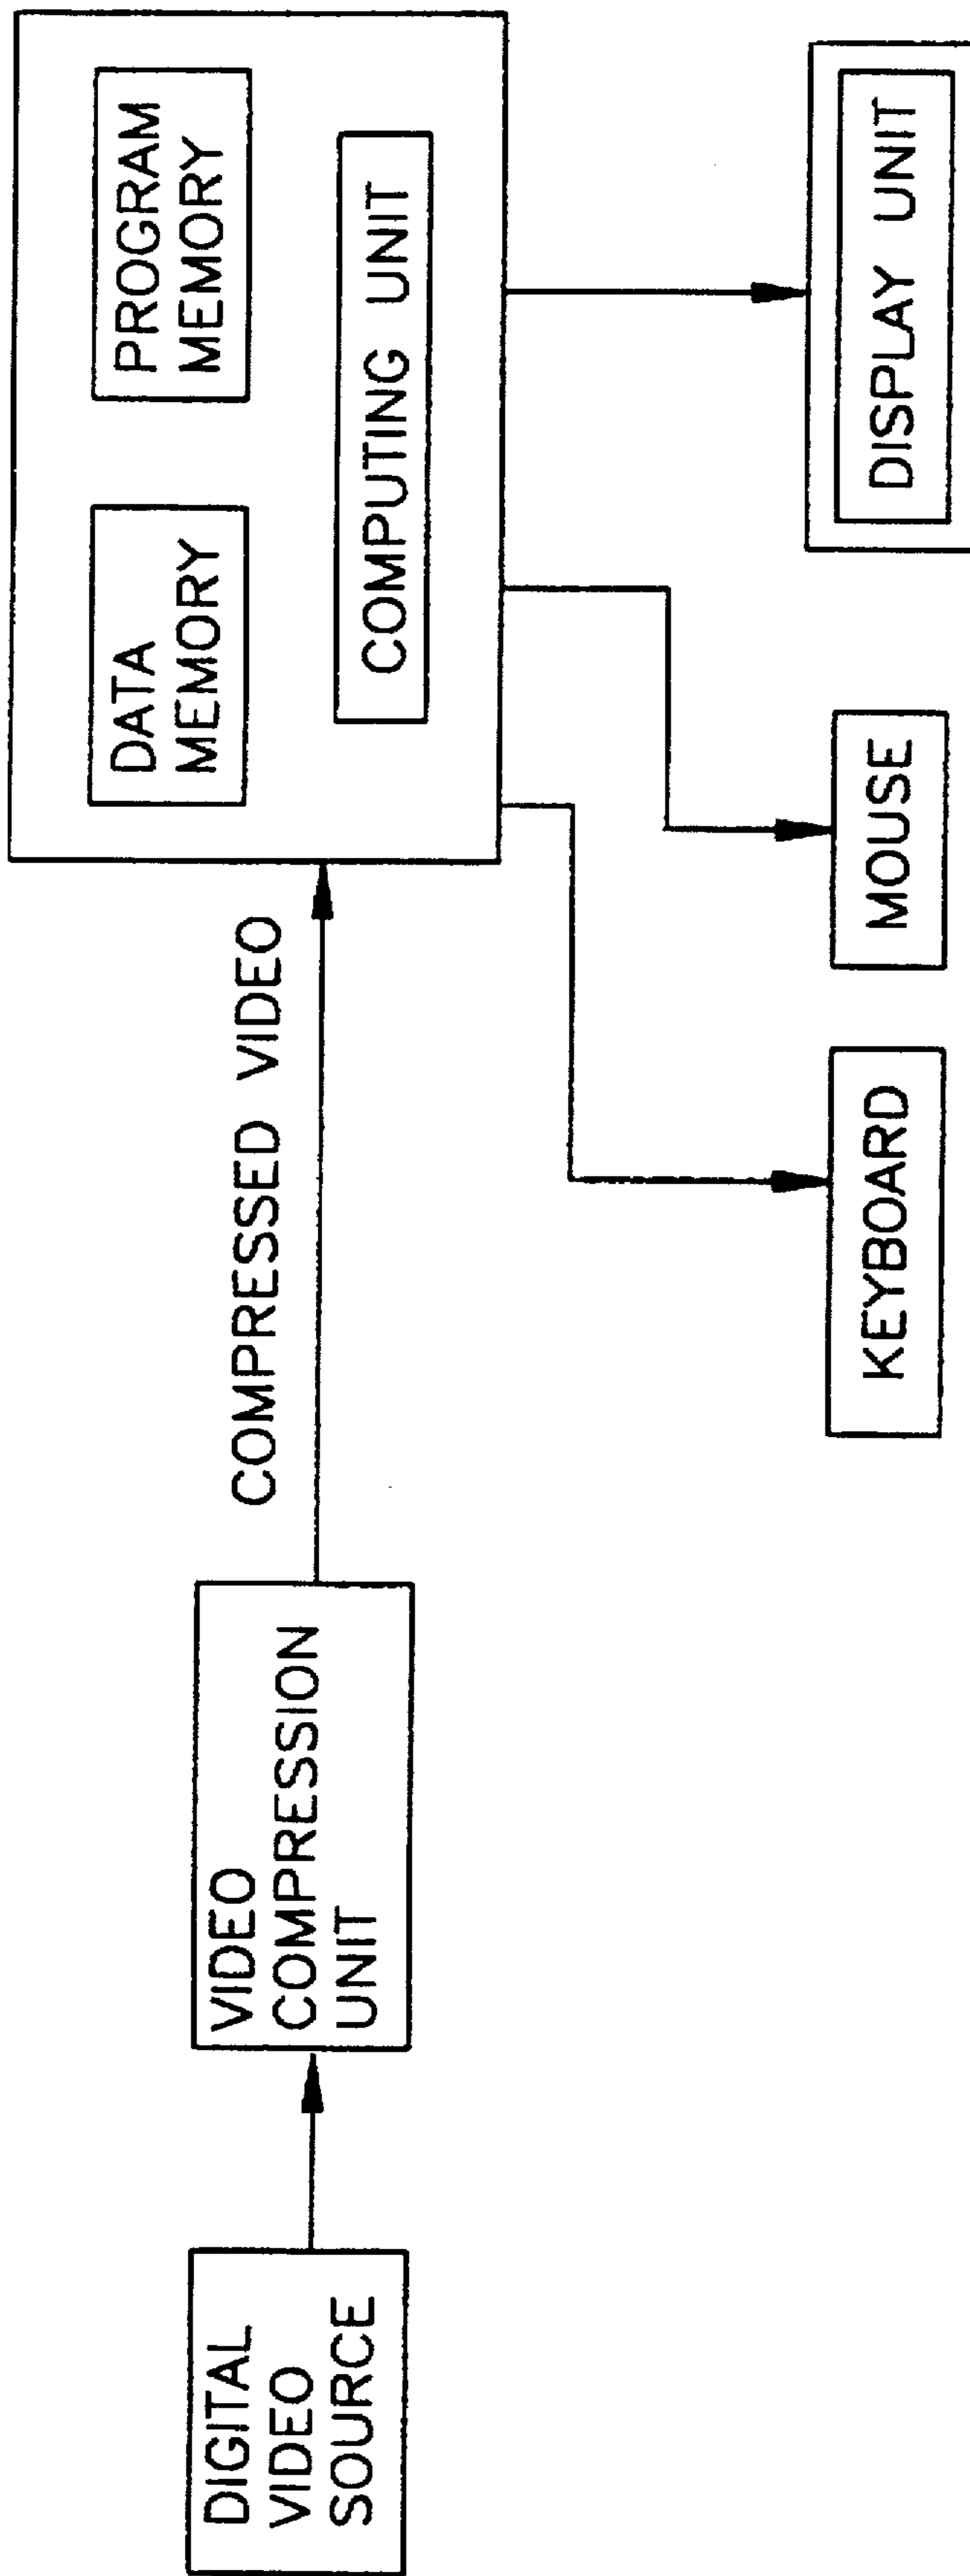 DIGITAL
VIDEO
SOURCE
VIDEO
COMPRESSION
UNIT
COMPRESSED VIDEO
DATA
MEMORY
PROGRAM
MEMORY
COMPUTING UNIT
KEYBOARD
MOUSE
DISPLAY UNIT